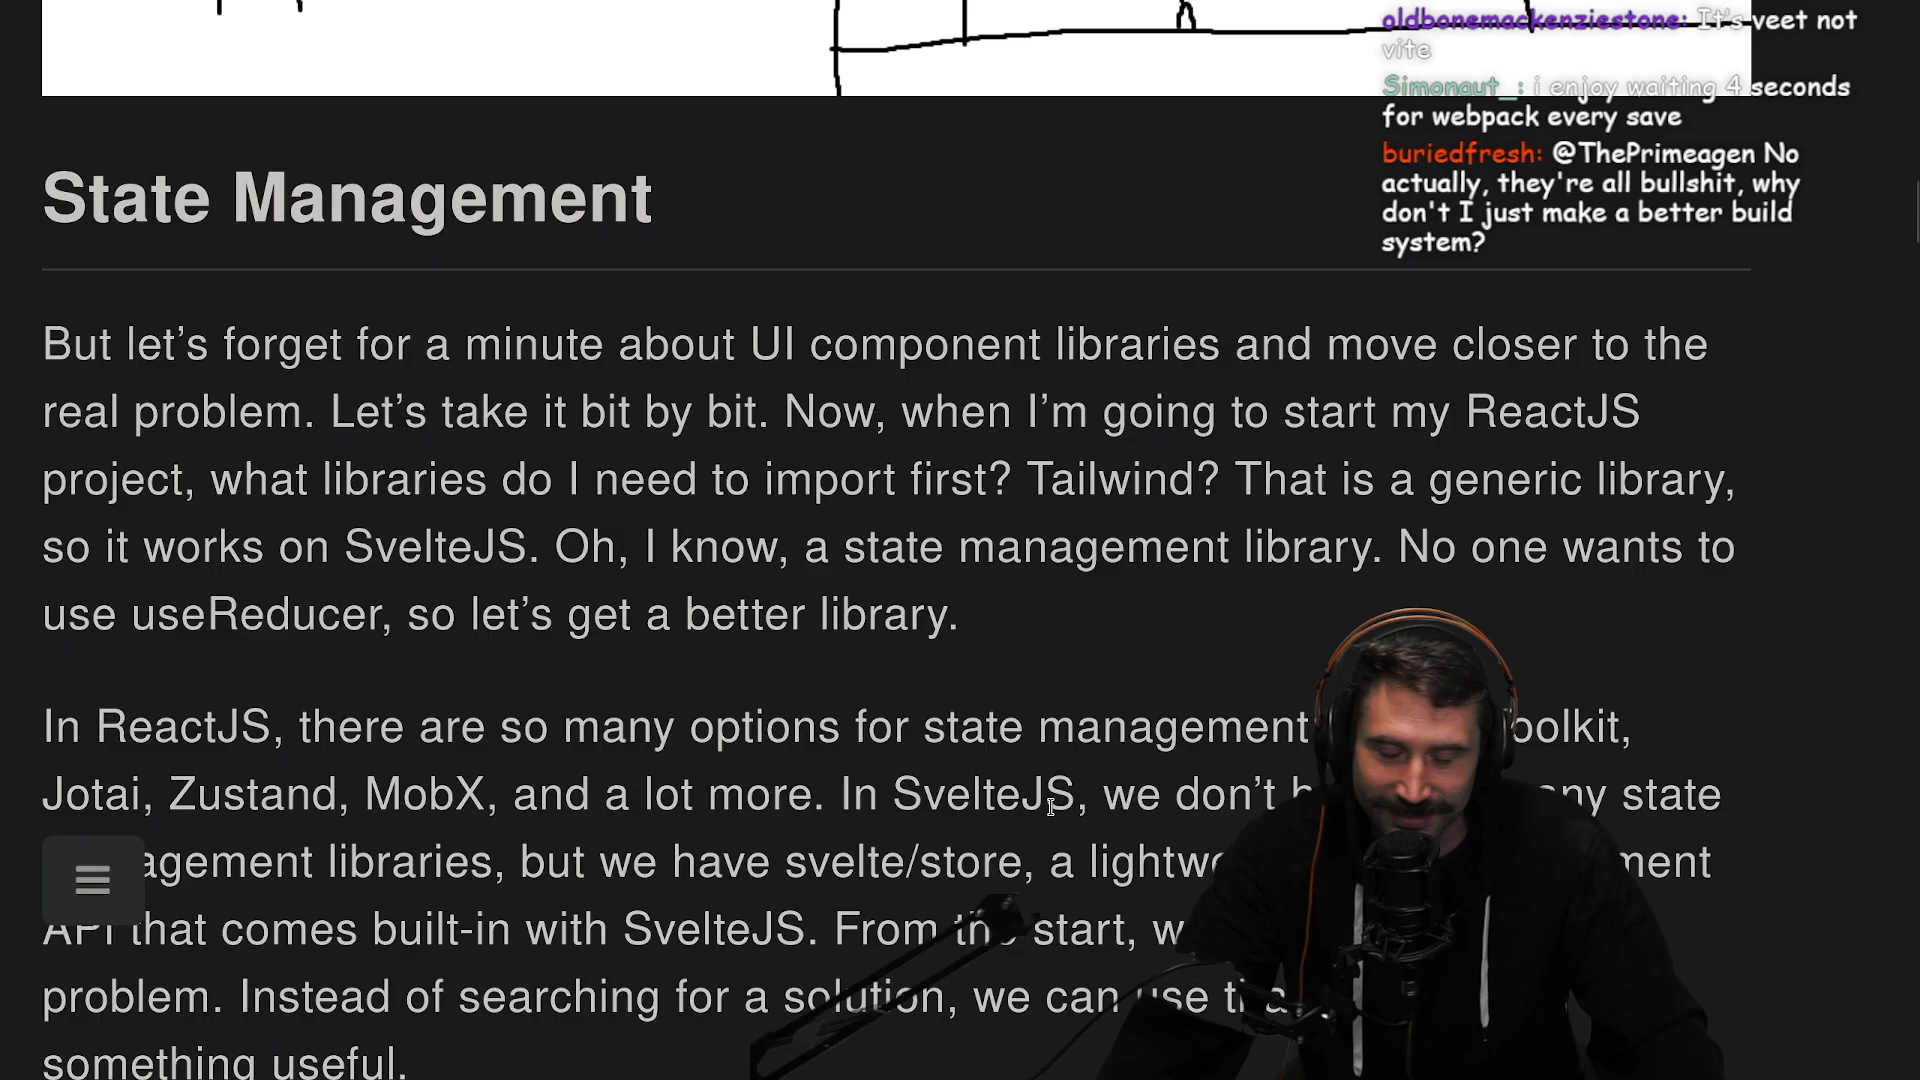 oldbonemackenziestone: It's veet not
vite
Simonaut_: i enjoy waiting 4 seconds
for webpack every save
buriedfresh: @ThePrimeagen No
actually, they're all bullshit, why
don't I just make a better build
system?
State Management
But let's forget for a minute about UI component libraries and move closer to the
real problem. Let's take it bit by bit. Now, when I'm going to start my ReactJS
project, what libraries do I need to import first? Tailwind? That is a generic library,
so it works on SvelteJS. Oh, I know, a state management library. No one wants to
use useReducer, so let's get a better library.
In ReactJS, there are so many options for state management oolkit,
Jotai, Zustand, MobX, and a lot more. In SvelteJS, we don't any state
agement libraries, but we have svelte/store, a ment
API that comes built-in with SvelteJS. From the start,
problem. Instead of searching for a solution, we can use
something useful.